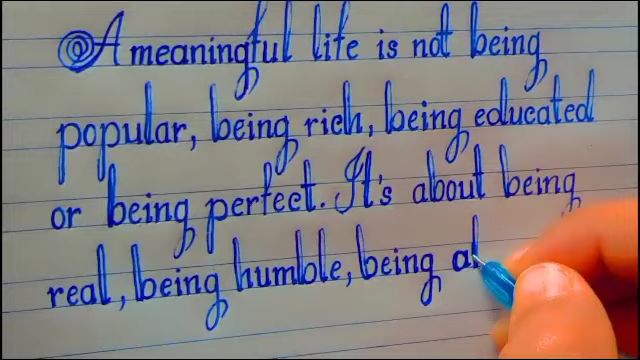 A meaningful life is not being
popular, being rich, being educated
or being perfect. It's about being
real, being humble, being al